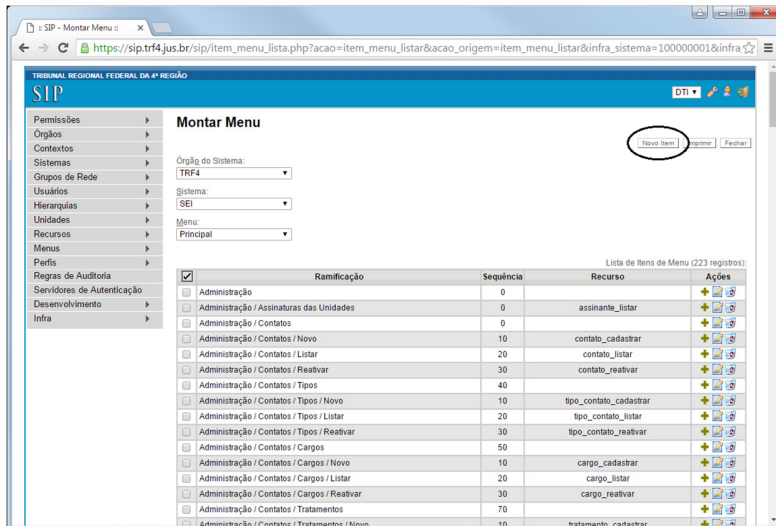 :: SIP - Montar Menu ::
https://sip.trf4.jus.br/sip/item_menu_lista.php?acao=item_menu_listar&acao_origem=item_menu_listar&infra_sistema=100000001&infra
TRIBUNAL REGIONAL FEDERAL DA 4ª REGIÃO
SIP
DTI
Permissões
Órgãos
Contextos
Sistemas
Grupos de Rede
Usuários
Hierarquias
Unidades
Recursos
Menus
Perfis
Regras de Auditoria
Servidores de Autenticação
Desenvolvimento
Infra
Montar Menu
Novo Item Imprimir Fechar
Órgão do Sistema:
TRF4
Sistema:
SEI
Menu:
Principal
Lista de Itens de Menu (223 registros):
Ramificação Sequência Recurso Ações
Administração 0
Administração / Assinaturas das Unidades 0 assinante_listar
Administração / Contatos 0
Administração / Contatos / Novo 10 contato_cadastrar
Administração / Contatos / Listar 20 contato_listar
Administração / Contatos / Reativar 30 contato_reativar
Administração / Contatos / Tipos 40
Administração / Contatos / Tipos / Novo 10 tipo_contato_cadastrar
Administração / Contatos / Tipos / Listar 20 tipo_contato_listar
Administração / Contatos / Tipos / Reativar 30 tipo_contato_reativar
Administração / Contatos / Cargos 50
Administração / Contatos / Cargos / Novo 10 cargo_cadastrar
Administração / Contatos / Cargos / Listar 20 cargo_listar
Administração / Contatos / Cargos / Reativar 30 cargo_reativar
Administração / Contatos / Tratamentos 70
Administração / Contatos / Tratamentos / Novo 10 tratamento_cadastrar